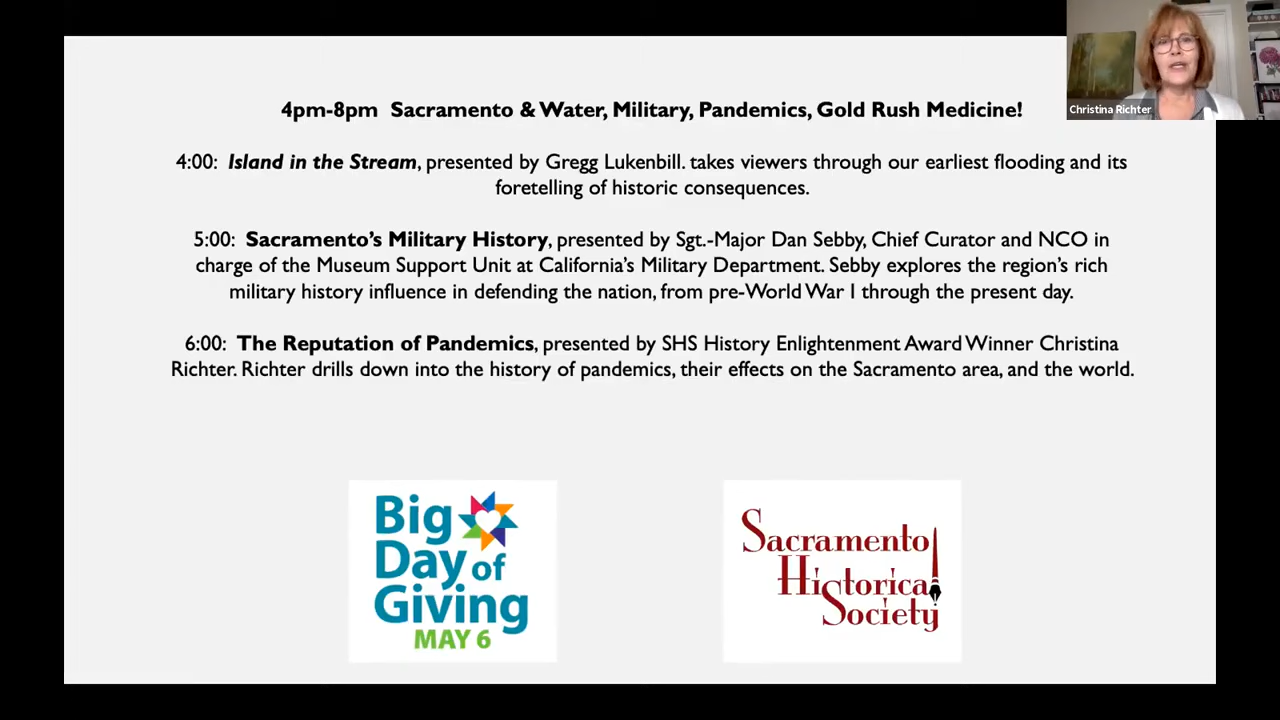 Christina Richter
4pm-8pm Sacramento & Water, Military, Pandemics, Gold Rush Medicine!
4:00: Island in the Stream, presented by Gregg Lukenbill. takes viewers through our earliest flooding and its
foretelling of historic consequences.
5:00: Sacramento's Military History, presented by Sgt.-Major Dan Sebby, Chief Curator and NCO in
charge of the Museum Support Unit at California's Military Department. Sebby explores the region's rich
military history influence in defending the nation, from pre-World War I through the present day.
6:00: The Reputation of Pandemics, presented by SHS History Enlightenment Award Winner Christina
Richter. Richter drills down into the history of pandemics, their effects on the Sacramento area, and the world.
Big
Day of
Giving
MAY 6
Sacramento
Historical
Society